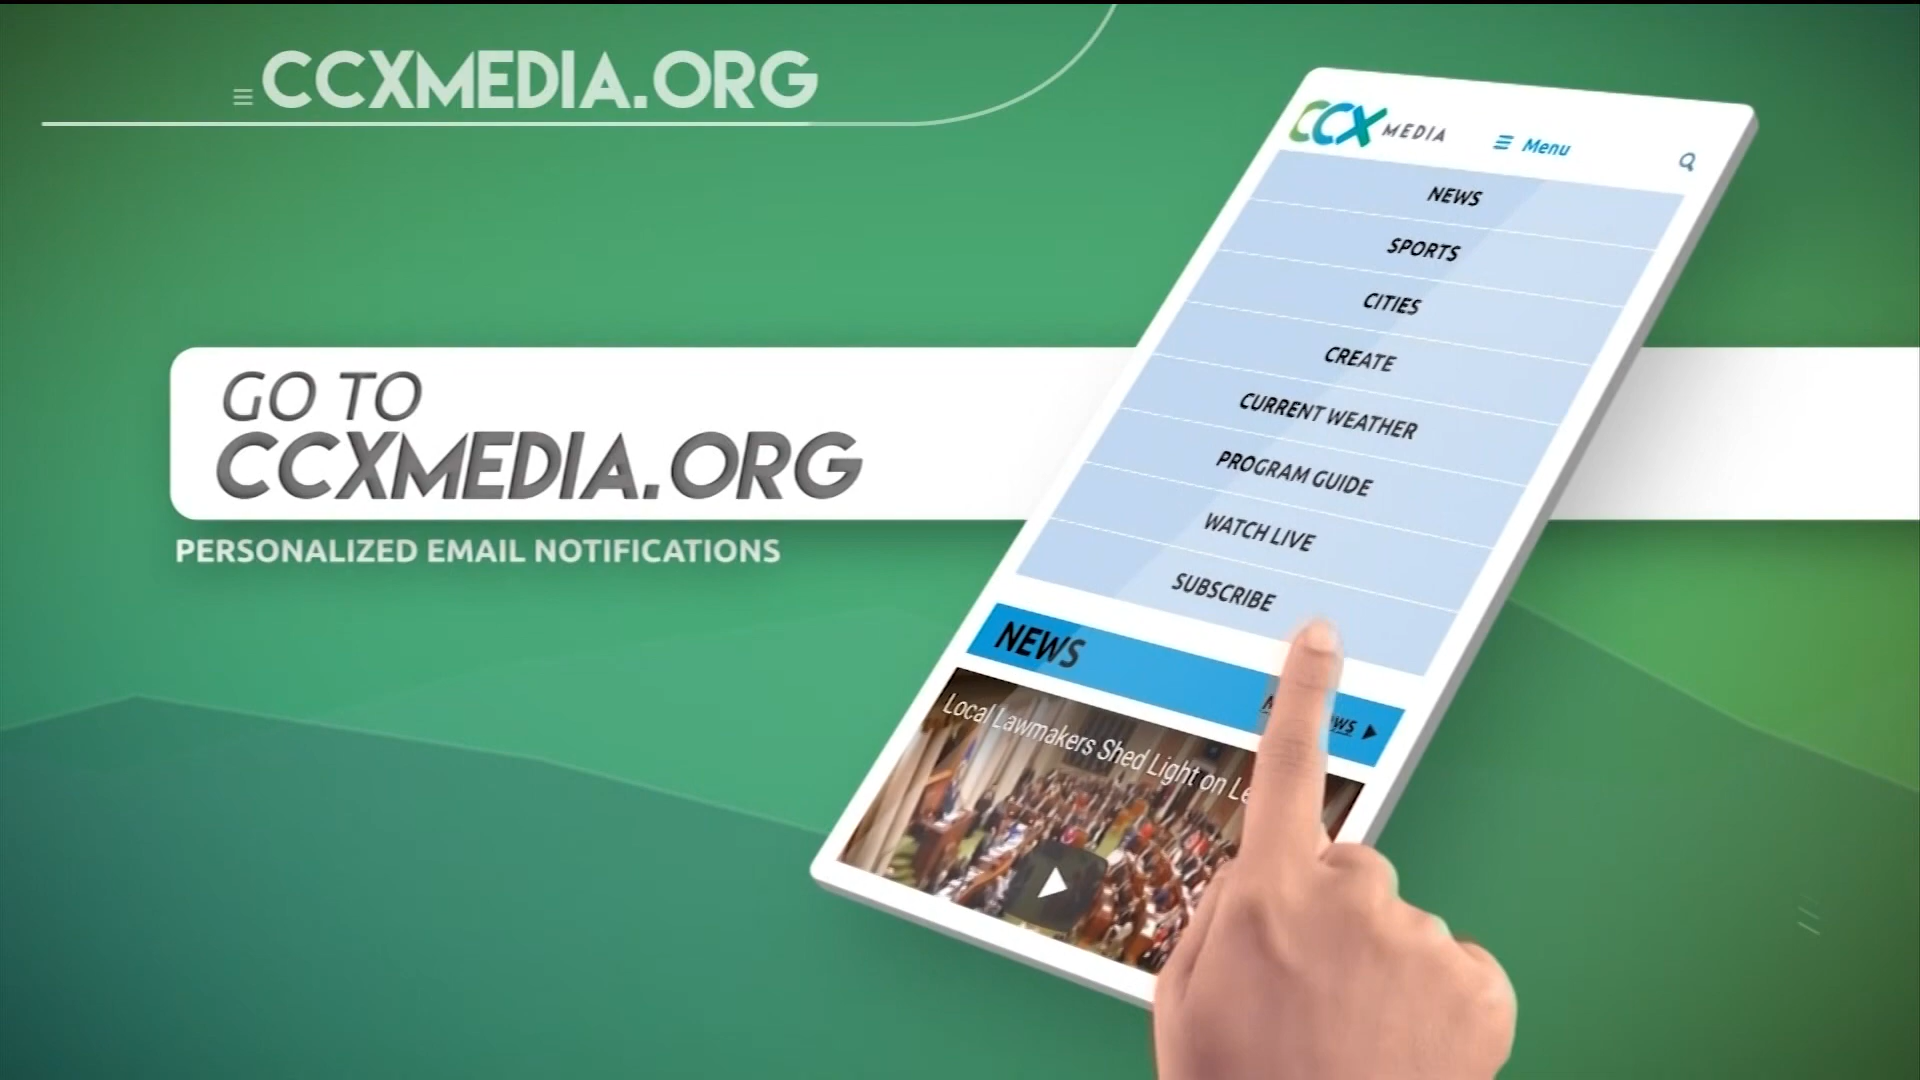 CCXMEDIA.ORG
GO TO
CCXMEDIA.ORG
PERSONALIZED EMAIL NOTIFICATIONS
CCX MEDIA
Menu
NEWS
SPORTS
CITIES
CREATE
CURRENT WEATHER
PROGRAM GUIDE
WATCH LIVE
SUBSCRIBE
NEWS
Local Lawmakers Shed Light on